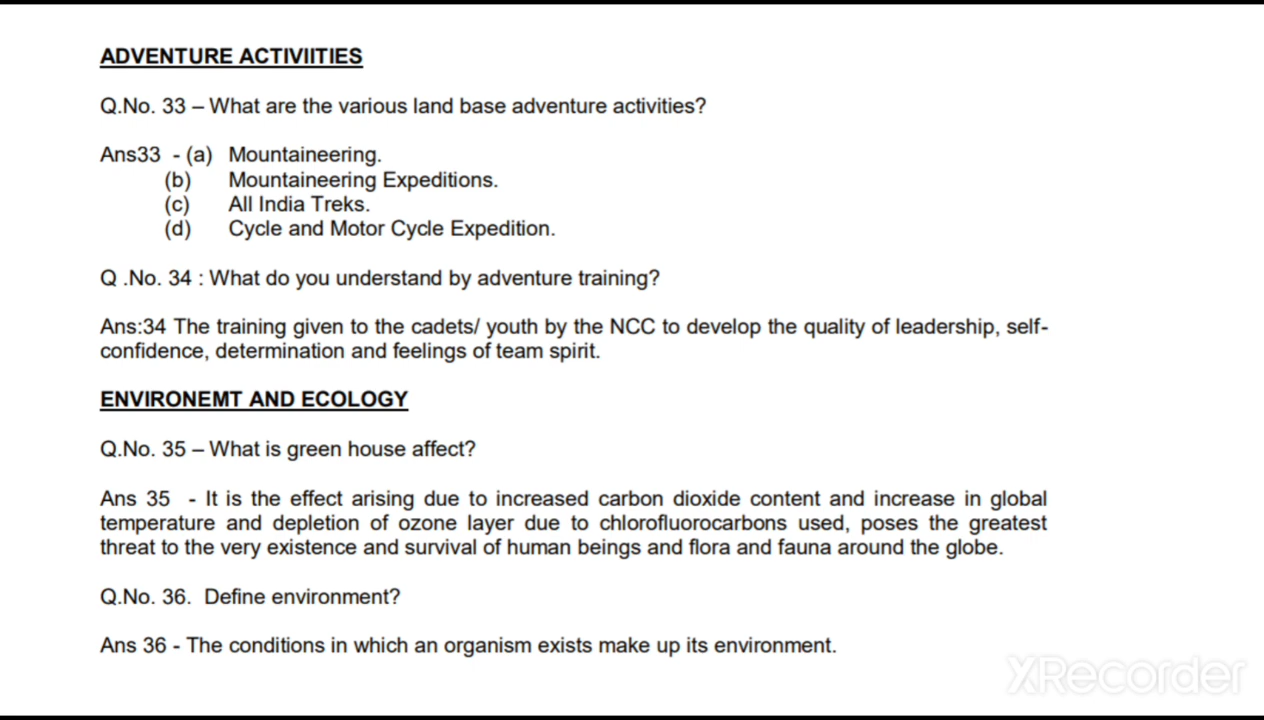 ADVENTURE ACTIVIITIES
Q.No. 33 – What are the various land base adventure activities?
Ans33 - (a) Mountaineering.
(b) Mountaineering Expeditions.
(c) All India Treks.
(d) Cycle and Motor Cycle Expedition.
Q .No. 34 : What do you understand by adventure training?
Ans:34 The training given to the cadets/ youth by the NCC to develop the quality of leadership, self-
confidence, determination and feelings of team spirit.
ENVIRONEMT AND ECOLOGY
Q.No. 35 – What is green house affect?
Ans 35 - It is the effect arising due to increased carbon dioxide content and increase in global
temperature and depletion of ozone layer due to chlorofluorocarbons used, poses the greatest
threat to the very existence and survival of human beings and flora and fauna around the globe.
Q.No. 36. Define environment?
Ans 36 - The conditions in which an organism exists make up its environment.
XRecorder